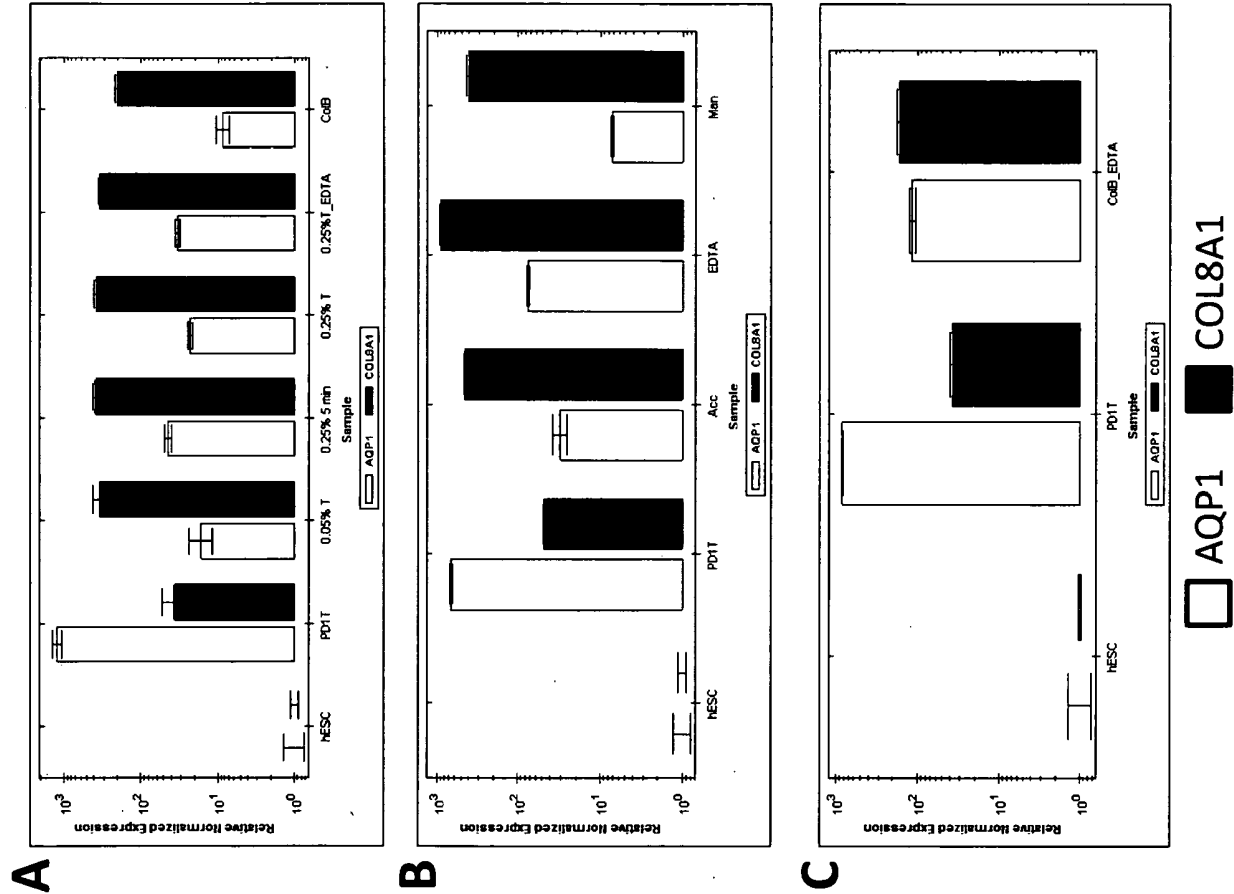 A
Relative Normalized Expression
10³
10²
10¹
10⁰
hESC
PD1T
0.05% T
0.25% 5 min
0.25% T
0.25%T_EDTA
ColB
Sample
AQP1 COL8A1
B
Relative Normalized Expression
10³
10²
10¹
10⁰
hESC
PD1T
Acc
EDTA
Man
Sample
AQP1 COL8A1
C
Relative Normalized Expression
10²
10¹
10⁰
hESC
PD1T
ColB_EDTA
Sample
AQP1 COL8A1
AQP1 COL8A1